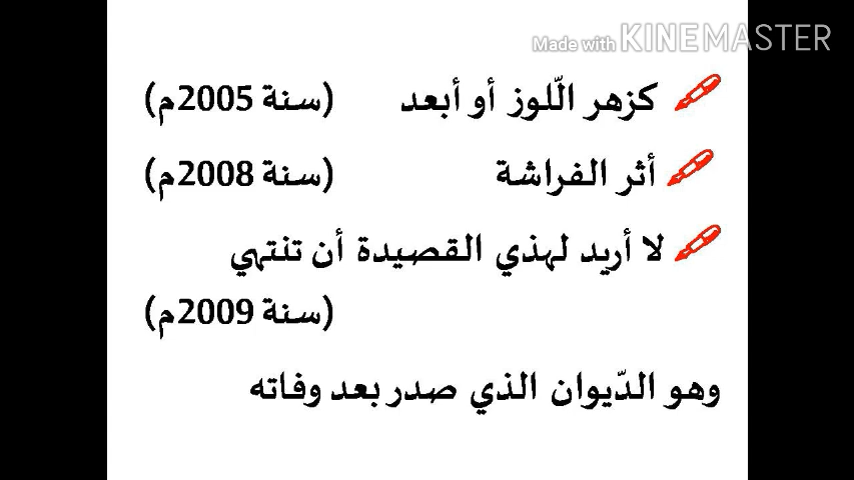 Made with KINEMASTER
كزهر اللّوز أو أبعد (سنة 2005م)
أثر الفراشة (سنة 2008م)
لا أريد لهذي القصيدة أن تنتهي
(سنة 2009م)
وهو الدّيوان الذي صدر بعد وفاته